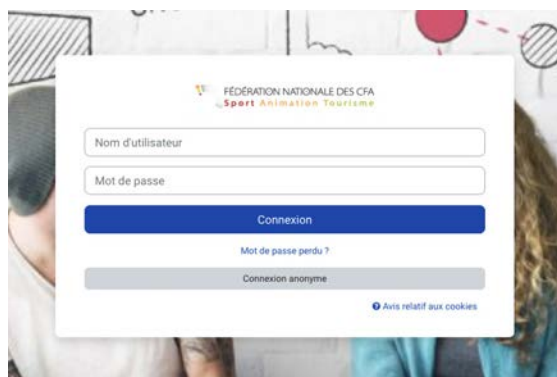 FÉDÉRATION NATIONALE DES CFA
Sport Animation Tourisme
Nom d'utilisateur
Mot de passe
Connexion
Mot de passe perdu ?
Connexion anonyme
Avis relatif aux cookies